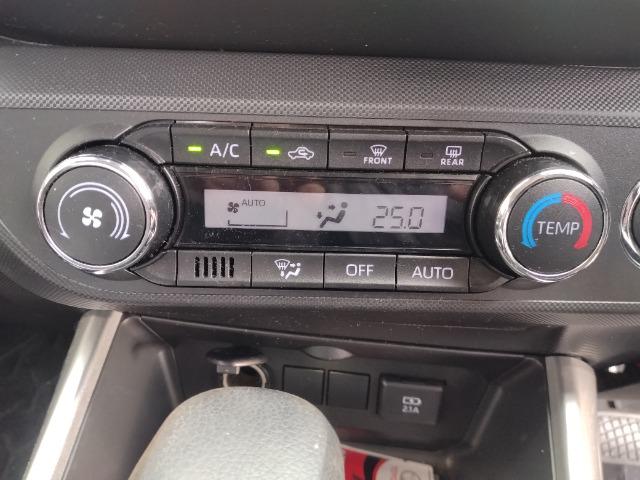 A/C
FRONT
REAR
AUTO
25.0
TEMP
OFF
AUTO
2.1A